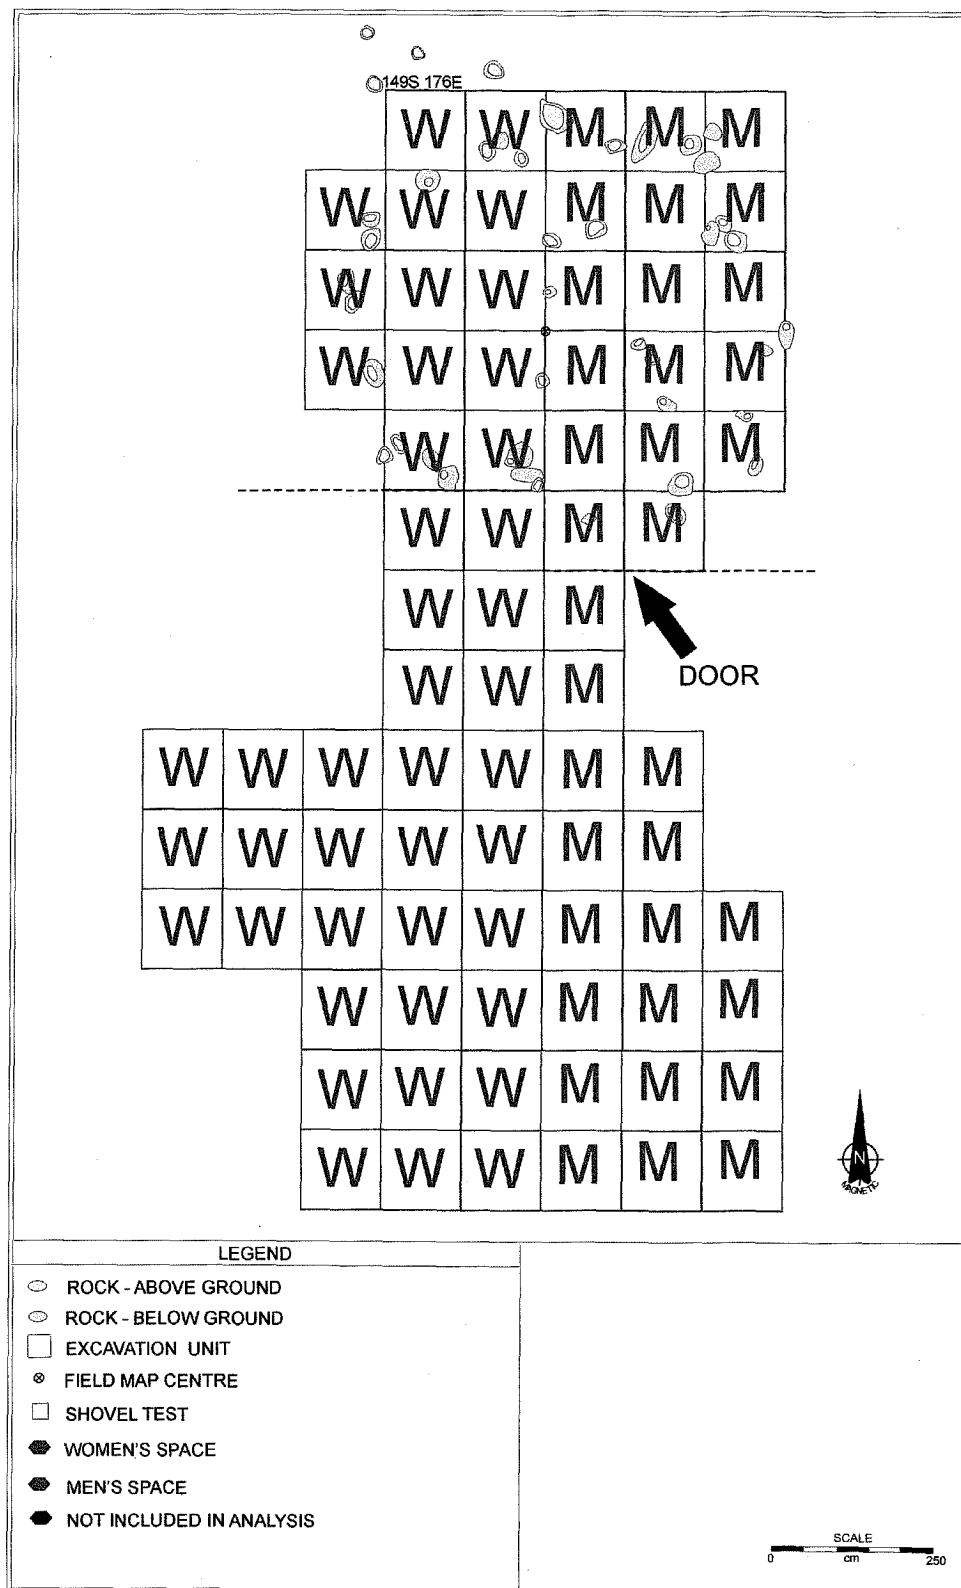 149S 176E
W W M M M
W W W M M M
W W W M M M
W W W M M M
W W M M M
W W M M
W W M
DOOR
W W M
W W W W W M M
W W W W W M M
W W W W W M M M
W W W M M M
W W W M M M
W W W M M M
N
MAGNETIC
LEGEND
ROCK - ABOVE GROUND
ROCK - BELOW GROUND
EXCAVATION UNIT
FIELD MAP CENTRE
SHOVEL TEST
WOMEN'S SPACE
MEN'S SPACE
NOT INCLUDED IN ANALYSIS
SCALE
0 cm 250